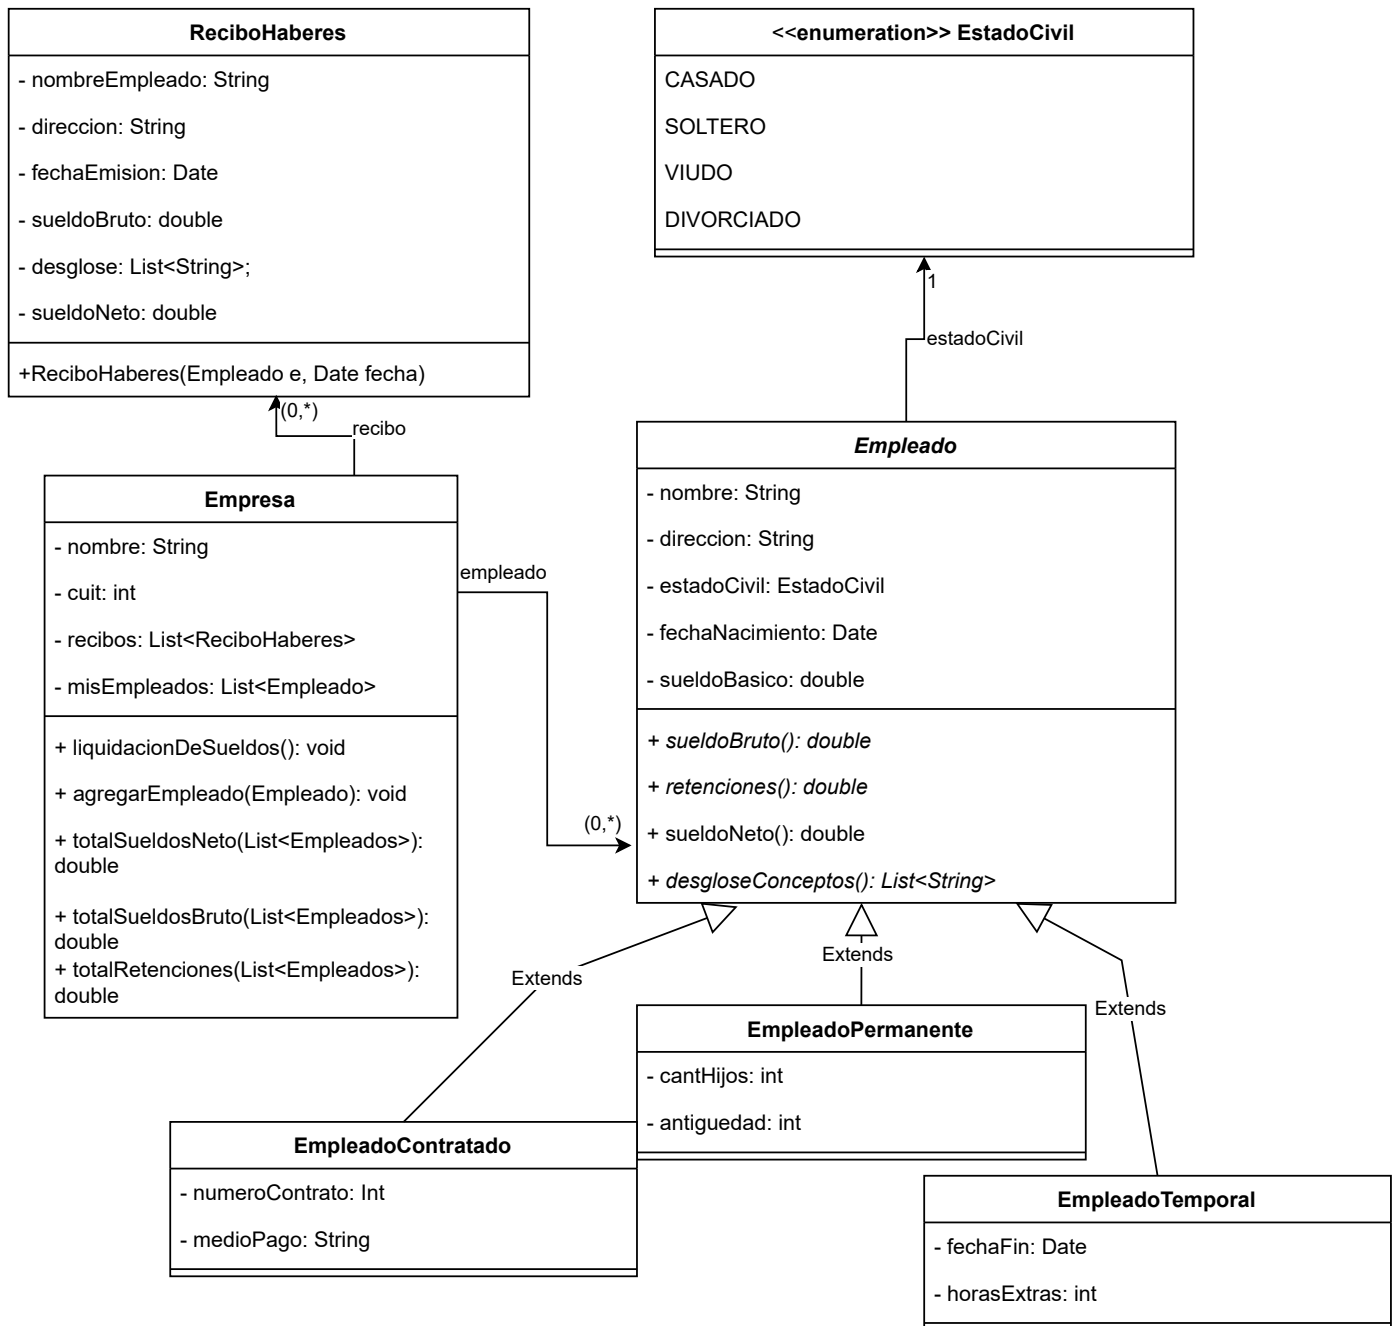 ReciboHaberes
- nombreEmpleado: String
- direccion: String
- fechaEmision: Date
- sueldoBruto: double
- desglose: List<String>;
- sueldoNeto: double
+ReciboHaberes(Empleado e, Date fecha)
<<enumeration>> EstadoCivil
CASADO
SOLTERO
VIUDO
DIVORCIADO
1
estadoCivil
(0,*)
recibo
Empresa
- nombre: String
- cuit: int
- recibos: List<ReciboHaberes>
- misEmpleados: List<Empleado>
+ liquidacionDeSueldos(): void
+ agregarEmpleado(Empleado): void
+ totalSueldosNeto(List<Empleados>):
double
+ totalSueldosBruto(List<Empleados>):
double
+ totalRetenciones(List<Empleados>):
double
empleado
(0,*)
Empleado
- nombre: String
- direccion: String
- estadoCivil: EstadoCivil
- fechaNacimiento: Date
- sueldoBasico: double
+ sueldoBruto(): double
+ retenciones(): double
+ sueldoNeto(): double
+ desgloseConceptos(): List<String>
Extends
Extends
Extends
EmpleadoPermanente
- cantHijos: int
- antiguedad: int
EmpleadoContratado
- numeroContrato: Int
- medioPago: String
EmpleadoTemporal
- fechaFin: Date
- horasExtras: int